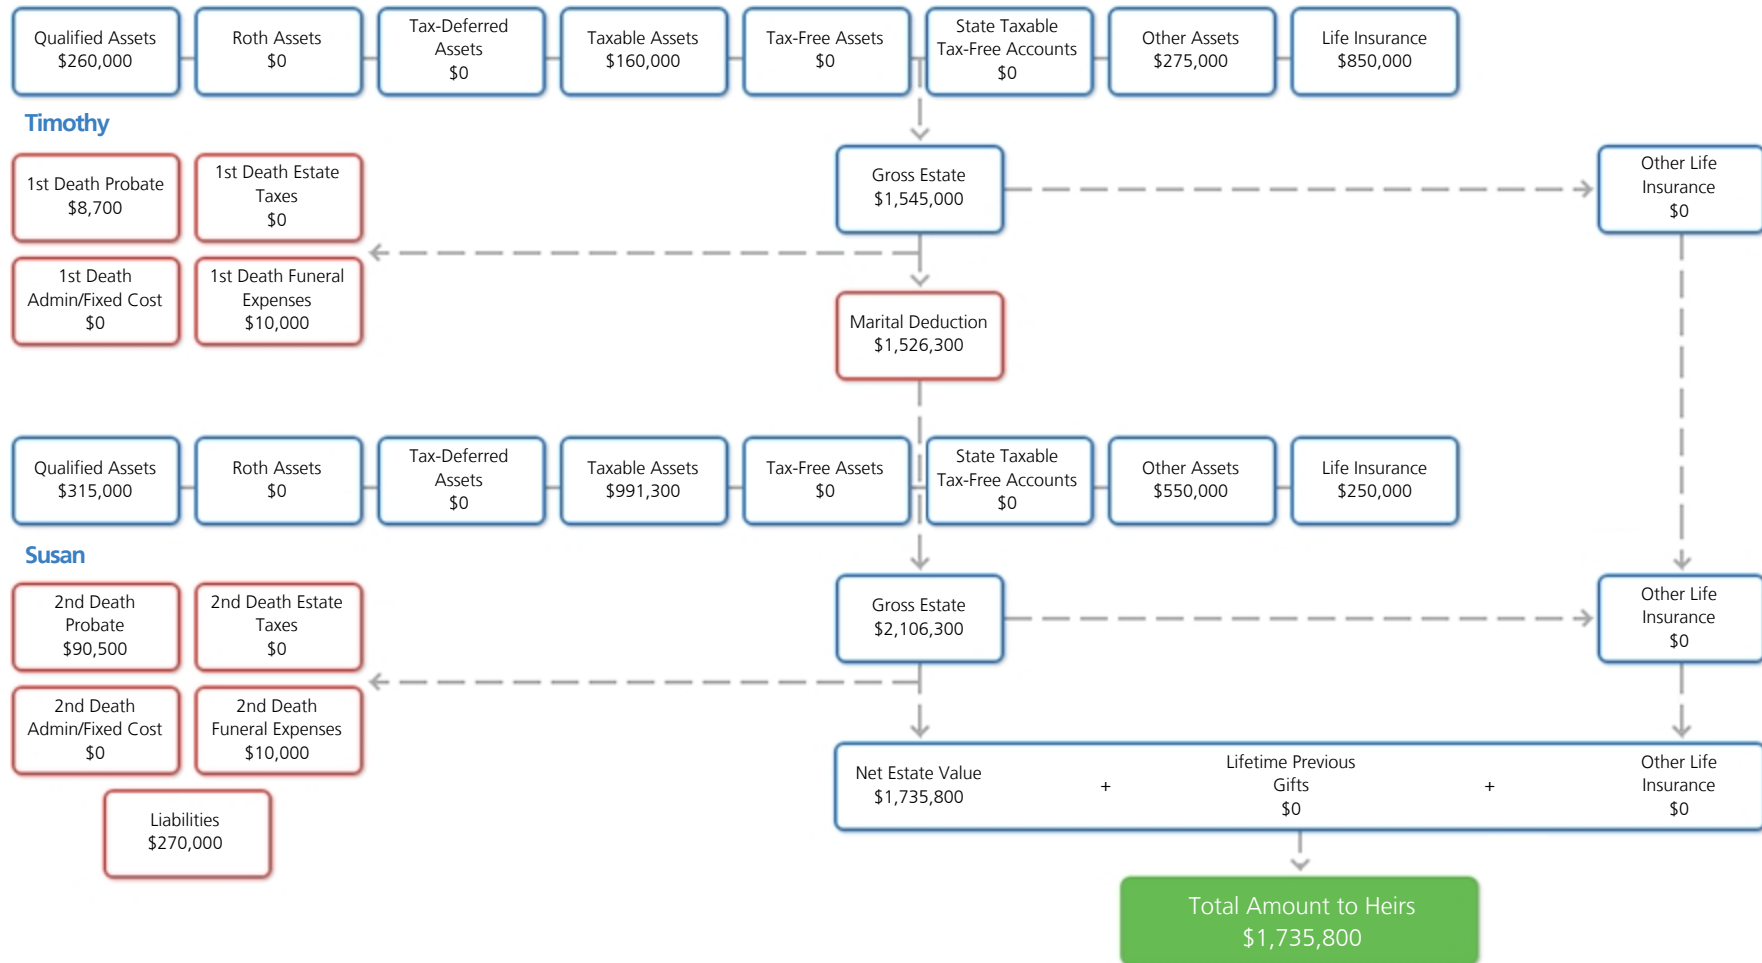 Qualified Assets
$260,000
Roth Assets
$0
Tax-Deferred
Assets
$0
Taxable Assets
$160,000
Tax-Free Assets
$0
State Taxable
Tax-Free Accounts
$0
Other Assets
$275,000
Life Insurance
$850,000
Timothy
1st Death Probate
$8,700
1st Death Estate
Taxes
$0
1st Death
Admin/Fixed Cost
$0
1st Death Funeral
Expenses
$10,000
Gross Estate
$1,545,000
Other Life
Insurance
$0
Marital Deduction
$1,526,300
Qualified Assets
$315,000
Roth Assets
$0
Tax-Deferred
Assets
$0
Taxable Assets
$991,300
Tax-Free Assets
$0
State Taxable
Tax-Free Accounts
$0
Other Assets
$550,000
Life Insurance
$250,000
Susan
2nd Death
Probate
$90,500
2nd Death Estate
Taxes
$0
2nd Death
Admin/Fixed Cost
$0
2nd Death
Funeral Expenses
$10,000
Liabilities
$270,000
Gross Estate
$2,106,300
Other Life
Insurance
$0
Net Estate Value
$1,735,800
+
Lifetime Previous
Gifts
$0
+
Other Life
Insurance
$0
Total Amount to Heirs
$1,735,800